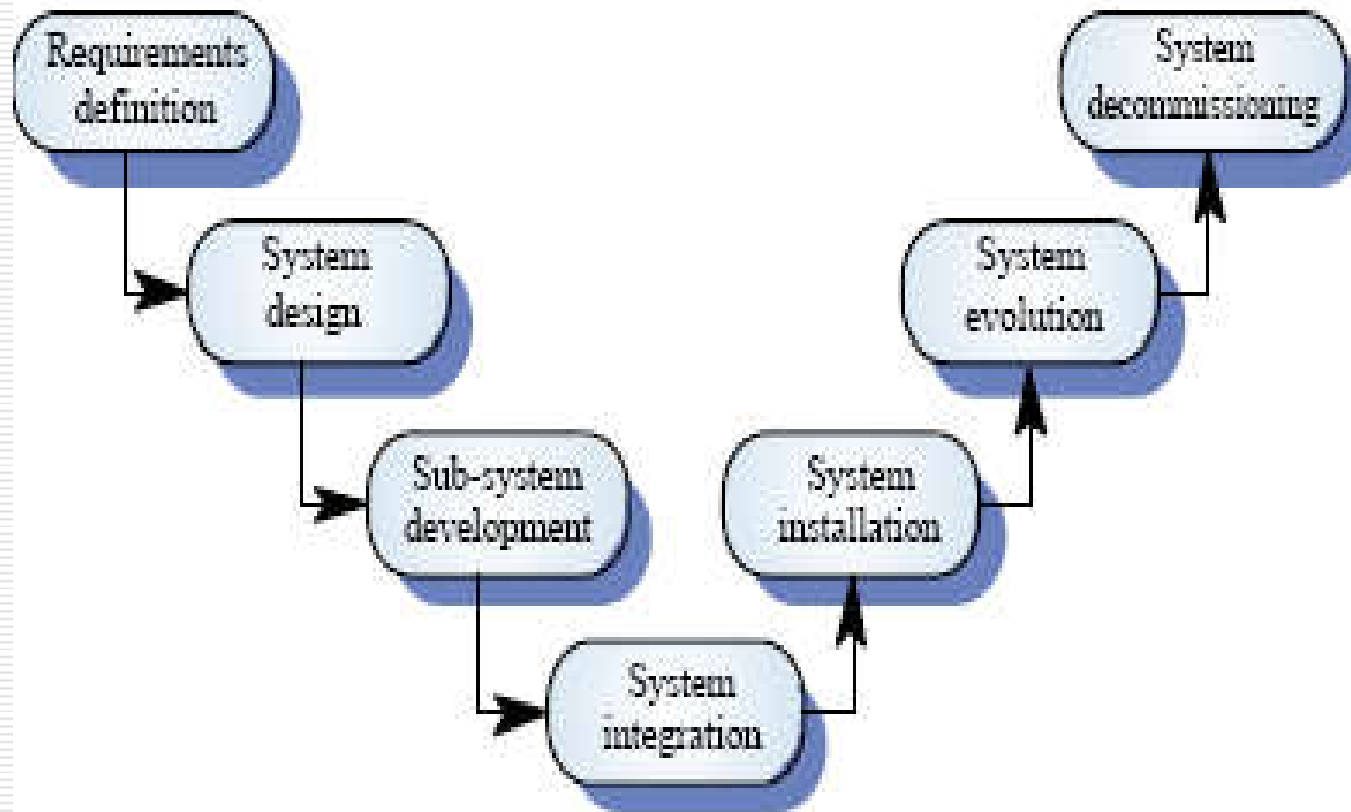 Requirements
definition
System
decommissioning
System
design
System
evolution
Sub-system
development
System
installation
System
integration